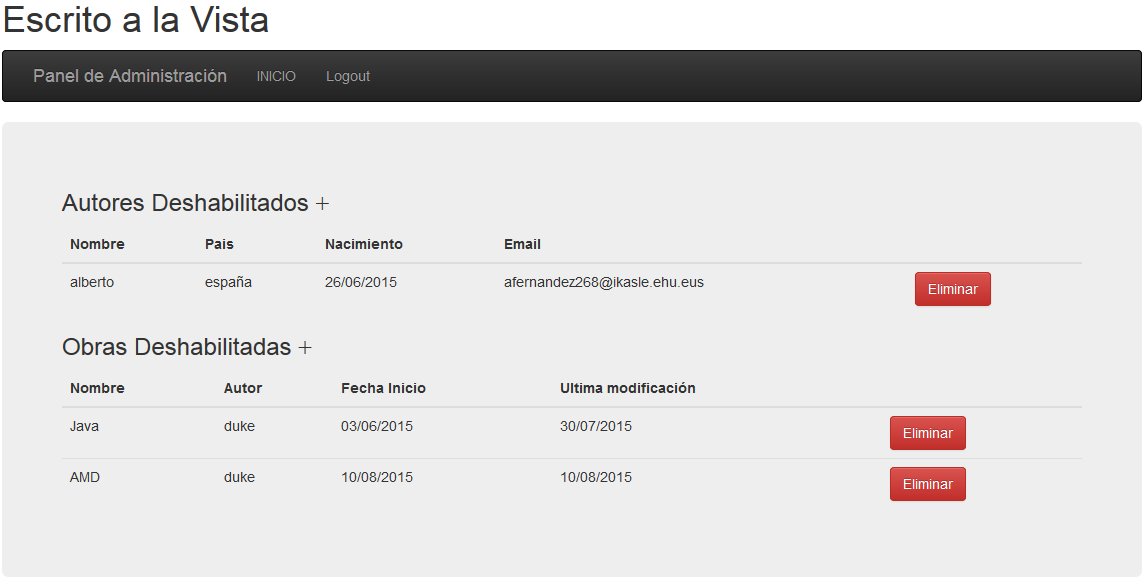 Escrito a la Vista
Panel de Administración INICIO Logout
Autores Deshabilitados +
Nombre Pais Nacimiento Email
alberto españa 26/06/2015 afernandez268@ikasle.ehu.eus Eliminar
Obras Deshabilitadas +
Nombre Autor Fecha Inicio Ultima modificación
Java duke 03/06/2015 30/07/2015 Eliminar
AMD duke 10/08/2015 10/08/2015 Eliminar